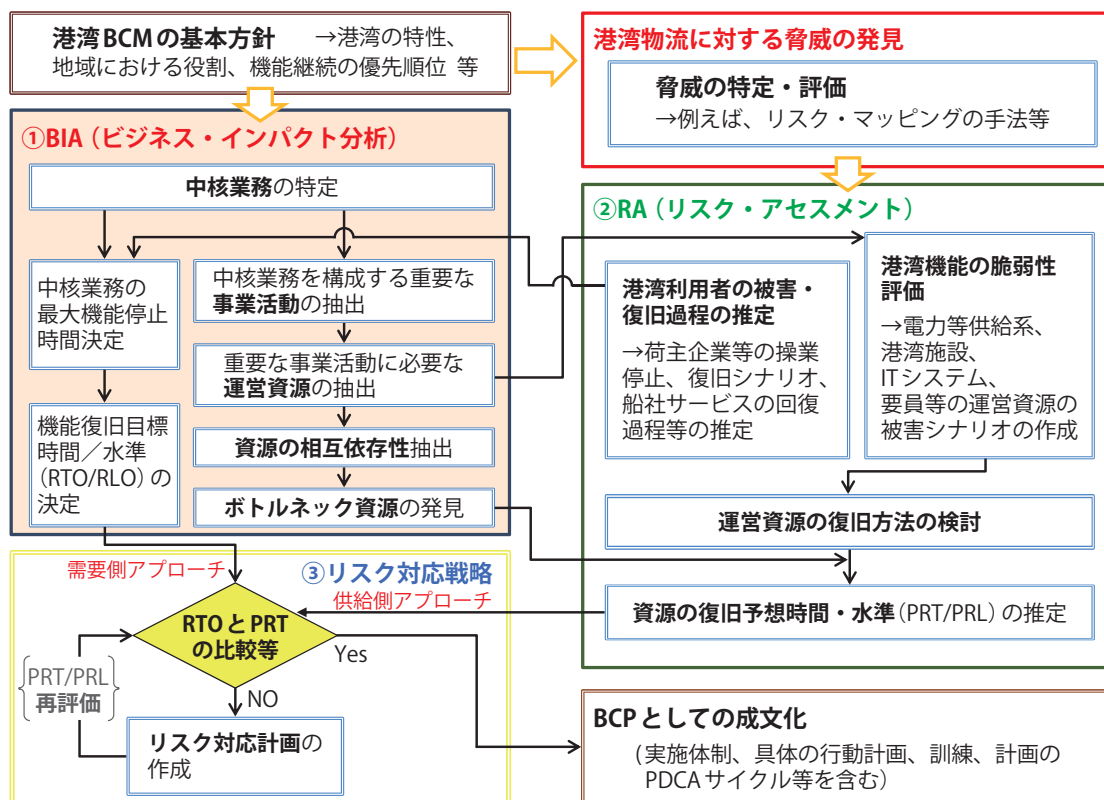 港湾BCMの基本方針 →港湾の特性、
地域における役割、機能継続の優先順位 等
港湾物流に対する脅威の発見
脅威の特定・評価
→例えば、リスク・マッピングの手法等
①BIA（ビジネス・インパクト分析）
中核業務の特定
中核業務の
最大機能停止
時間決定
機能復旧目標
時間／水準
（RTO/RLO）の
決定
中核業務を構成する重要な
事業活動の抽出
重要な事業活動に必要な
運営資源の抽出
資源の相互依存性抽出
ボトルネック資源の発見
②RA（リスク・アセスメント）
港湾利用者の被害・
復旧過程の推定
→荷主企業等の操業
停止、復旧シナリオ、
船社サービスの回復
過程等の推定
港湾機能の脆弱性
評価
→電力等供給系、
港湾施設、
ITシステム、
要員等の運営資源の
被害シナリオの作成
運営資源の復旧方法の検討
資源の復旧予想時間・水準（PRT/PRL）の推定
需要側アプローチ
③リスク対応戦略
供給側アプローチ
RTOとPRT
の比較等
Yes
NO
PRT/PRL
再評価
リスク対応計画の
作成
BCPとしての成文化
（実施体制、具体の行動計画、訓練、計画の
PDCAサイクル等を含む）